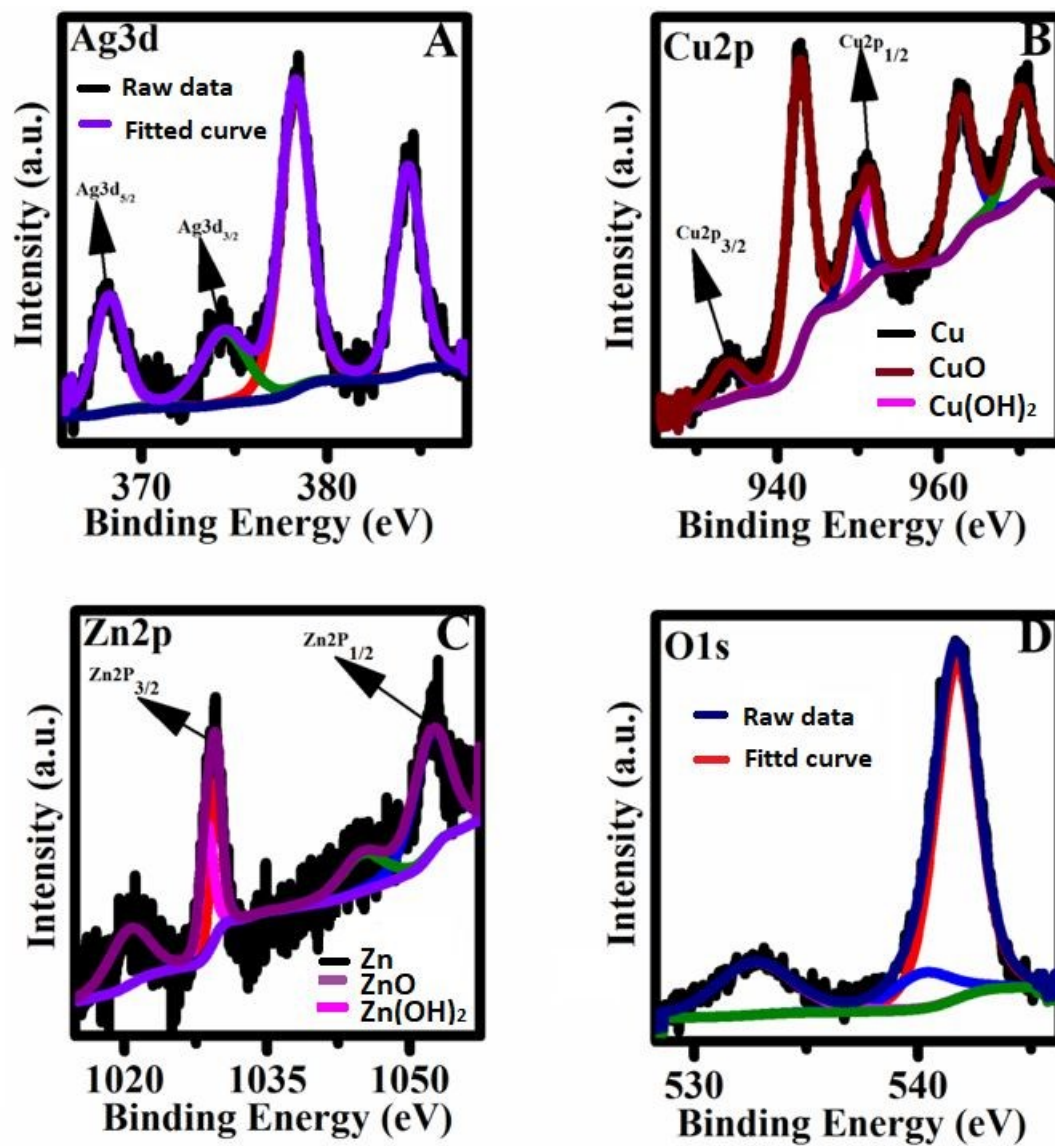 Ag3d A
Raw data
Fitted curve
Ag3d5/2
Ag3d3/2
Intensity (a.u.)
370 380
Binding Energy (eV)
Cu2p B
Cu2p1/2
Cu2p3/2
Cu
CuO
Cu(OH)2
Intensity (a.u.)
940 960
Binding Energy (eV)
Zn2p C
Zn2P1/2
Zn2P3/2
Zn
ZnO
Zn(OH)2
Intensity (a.u.)
1020 1035 1050
Binding Energy (eV)
O1s D
Raw data
Fittd curve
Intensity (a.u.)
530 540
Binding Energy (eV)